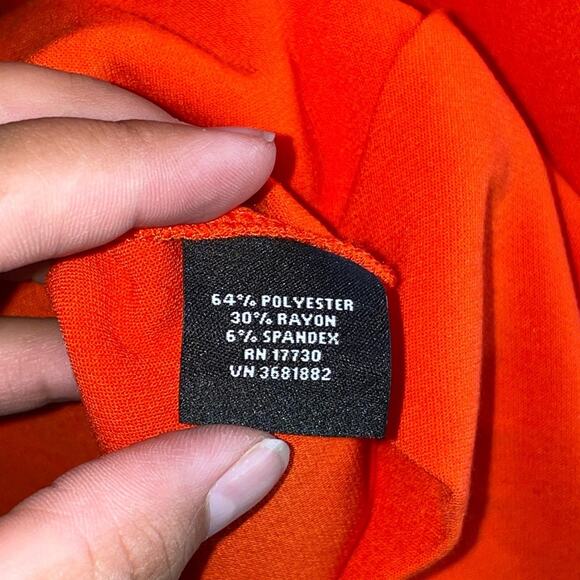 64% POLYESTER
30% RAYON
6% SPANDEX
RN 17730
VN 3681882